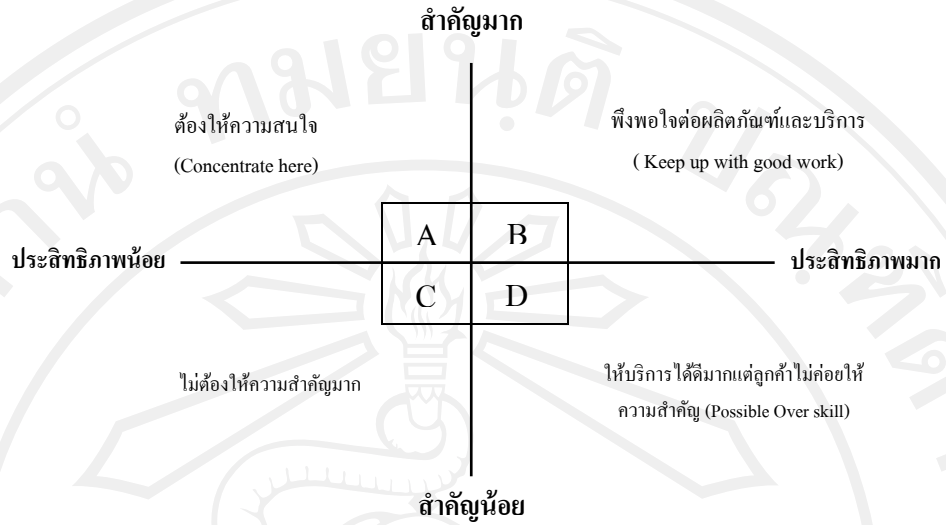 สำคัญมาก
ต้องให้ความสนใจ
(Concentrate here)
พึงพอใจต่อผลิตภัณฑ์และบริการ
( Keep up with good work)
A
B
ประสิทธิภาพน้อย
ประสิทธิภาพมาก
C
D
ไม่ต้องให้ความสำคัญมาก
ให้บริการได้ดีมากแต่ลูกค้าไม่ค่อยให้
ความสำคัญ (Possible Over skill)
สำคัญน้อย